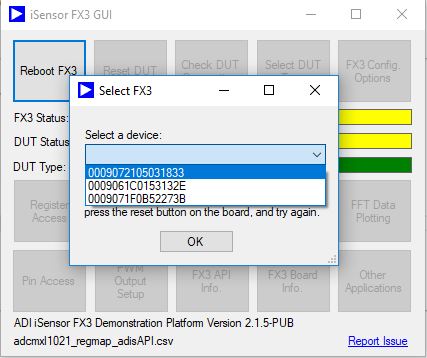 iSensor FX3 GUI
Reboot FX3
Reset DUT
Check DUT
Select DUT
FX3 Config.
Options
Select FX3
FX3 Status:
DUT Status
DUT Type:
Select a device:
0009072105031833
0009061C0153132E
0009071F0B52273B
press the reset button on the board, and try again.
OK
Register
Access
FFT Data
Plotting
Pin Access
PWM
Output
Setup
FX3 API
Info.
FX3 Board
Info.
Other
Applications
ADI iSensor FX3 Demonstration Platform Version 2.1.5-PUB
adcmxl1021_regmap_adisAPI.csv
Report Issue